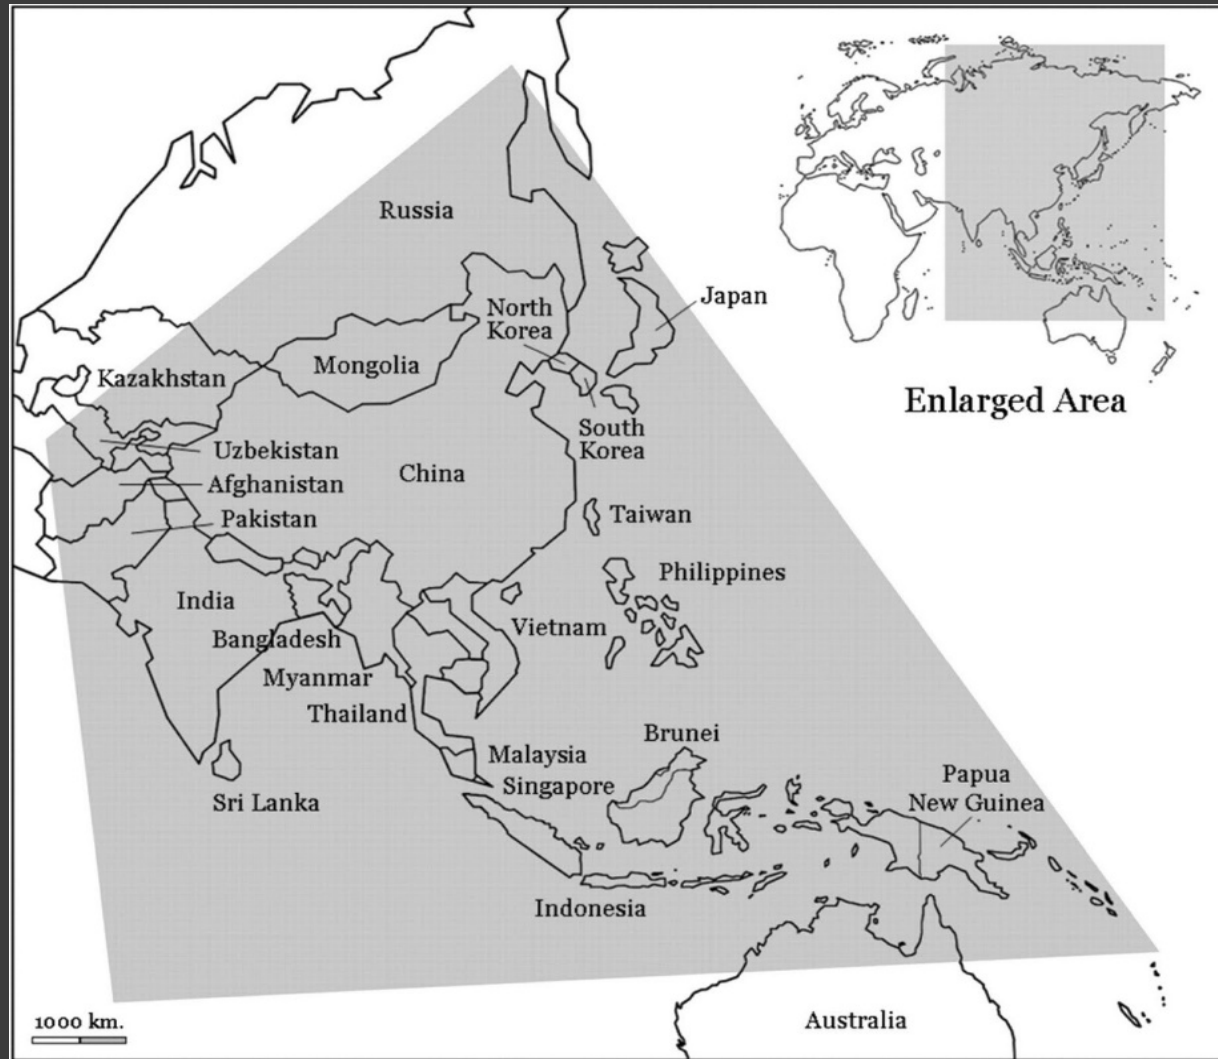 Russia
North
Korea
Japan
Mongolia
Kazakhstan
Enlarged Area
South
Korea
Uzbekistan
China
Afghanistan
Taiwan
Pakistan
Philippines
India
Vietnam
Bangladesh
Myanmar
Thailand
Brunei
Malaysia
Singapore
Papua
New Guinea
Sri Lanka
Indonesia
Australia
1000 km.